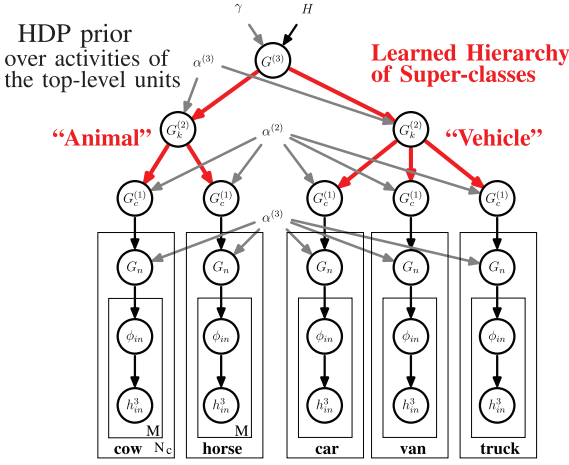 γ H
HDP prior
over activities of
the top-level units
α(3)
G(3)
Learned Hierarchy
of Super-classes
“Animal”
G(2)k
α(2)
G(2)k
“Vehicle”
G(1)c G(1)c G(1)c G(1)c G(1)c
α(3)
Gn Gn Gn Gn Gn
ϕin ϕin ϕin ϕin ϕin
h3in h3in h3in h3in h3in
M M
cow Nc horse car van truck